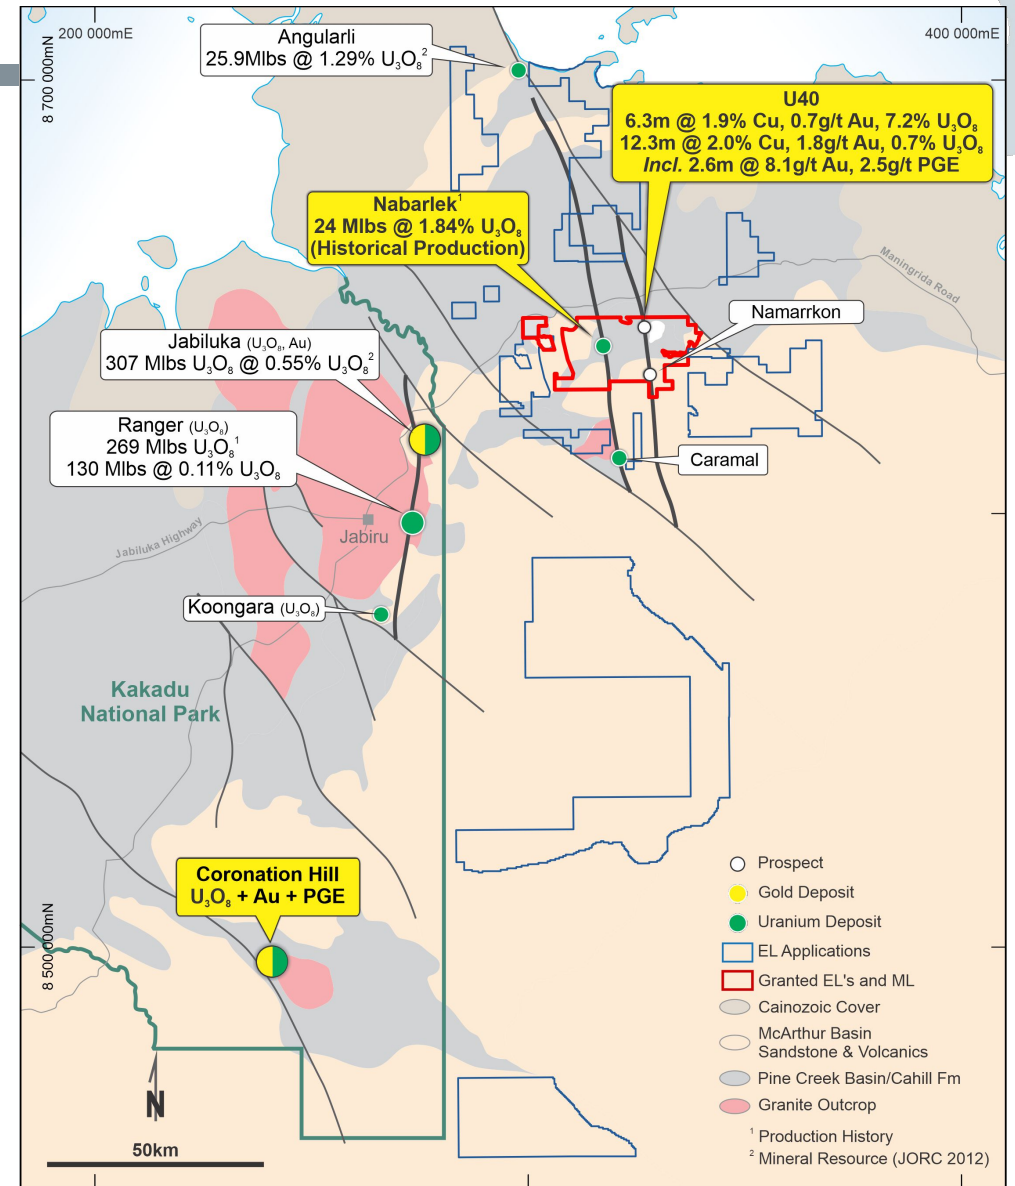 200 000mE
400 000mE
8 700 000mN
Angularli
25.9Mlbs @ 1.29% U₃O₈²
U40
6.3m @ 1.9% Cu, 0.7g/t Au, 7.2% U₃O₈
12.3m @ 2.0% Cu, 1.8g/t Au, 0.7% U₃O₈
Incl. 2.6m @ 8.1g/t Au, 2.5g/t PGE
Nabarlek¹
24 Mlbs @ 1.84% U₃O₈
(Historical Production)
Maningrida Road
Namarrkon
Jabiluka (U₃O₈, Au)
307 Mlbs U₃O₈ @ 0.55% U₃O₈²
Ranger (U₃O₈)
269 Mlbs U₃O₈¹
130 Mlbs @ 0.11% U₃O₈
Caramal
Jabiru
Jabiluka Highway
Koongara (U₃O₈)
Kakadu
National Park
Coronation Hill
U₃O₈ + Au + PGE
8 500 000mN
N
50km
Prospect
Gold Deposit
Uranium Deposit
EL Applications
Granted EL's and ML
Cainozoic Cover
McArthur Basin
Sandstone & Volcanics
Pine Creek Basin/Cahill Fm
Granite Outcrop
¹ Production History
² Mineral Resource (JORC 2012)